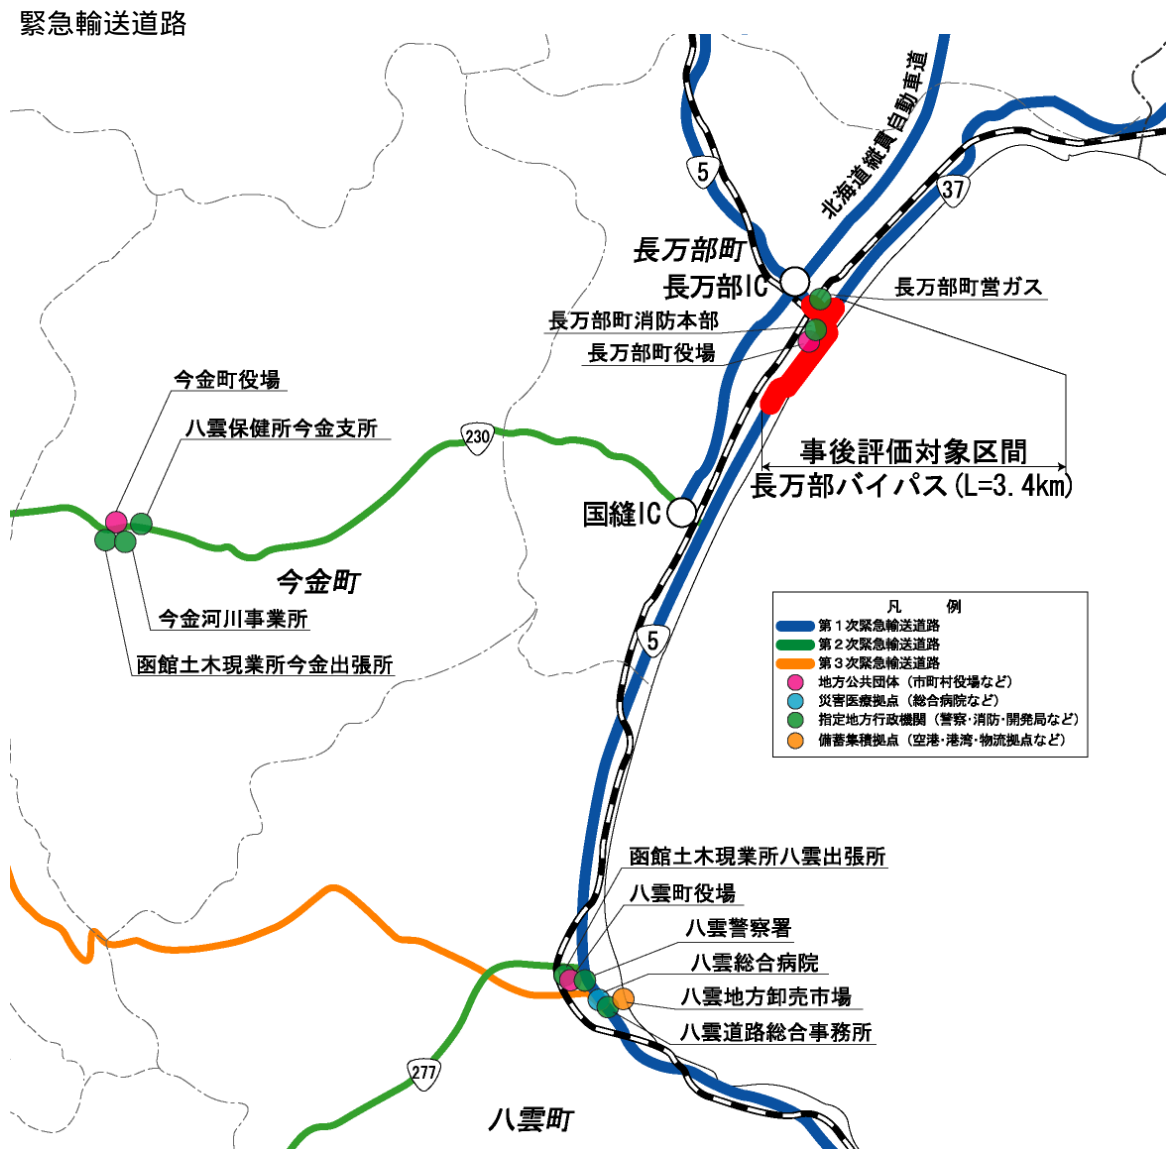 緊急輸送道路
北海道縦貫自動車道
5
37
長万部町
長万部IC
長万部町営ガス
長万部町消防本部
長万部町役場
今金町役場
八雲保健所今金支所
230
事後評価対象区間
長万部バイパス(L=3.4km)
国縫IC
今金町
今金河川事業所
函館土木現業所今金出張所
5
凡 例
第1次緊急輸送道路
第2次緊急輸送道路
第3次緊急輸送道路
地方公共団体(市町村役場など)
災害医療拠点(総合病院など)
指定地方行政機関(警察・消防・開発局など)
備蓄集積拠点(空港・港湾・物流拠点など)
函館土木現業所八雲出張所
八雲町役場
八雲警察署
八雲総合病院
八雲地方卸売市場
八雲道路総合事務所
277
八雲町